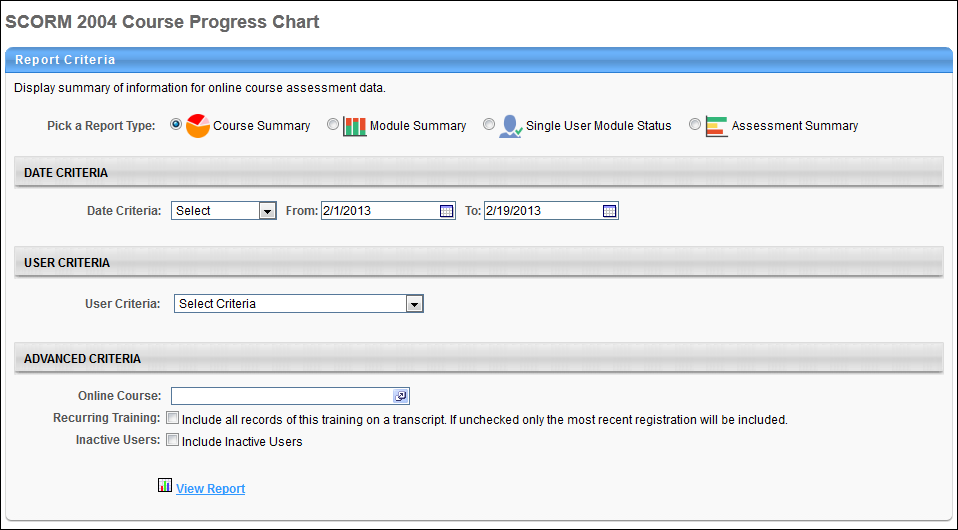 SCORM 2004 Course Progress Chart
Report Criteria
Display summary of information for online course assessment data.
Pick a Report Type: Course Summary Module Summary Single User Module Status Assessment Summary
DATE CRITERIA
Date Criteria: Select From: 2/1/2013 To: 2/19/2013
USER CRITERIA
User Criteria: Select Criteria
ADVANCED CRITERIA
Online Course:
Recurring Training: Include all records of this training on a transcript. If unchecked only the most recent registration will be included.
Inactive Users: Include Inactive Users
View Report